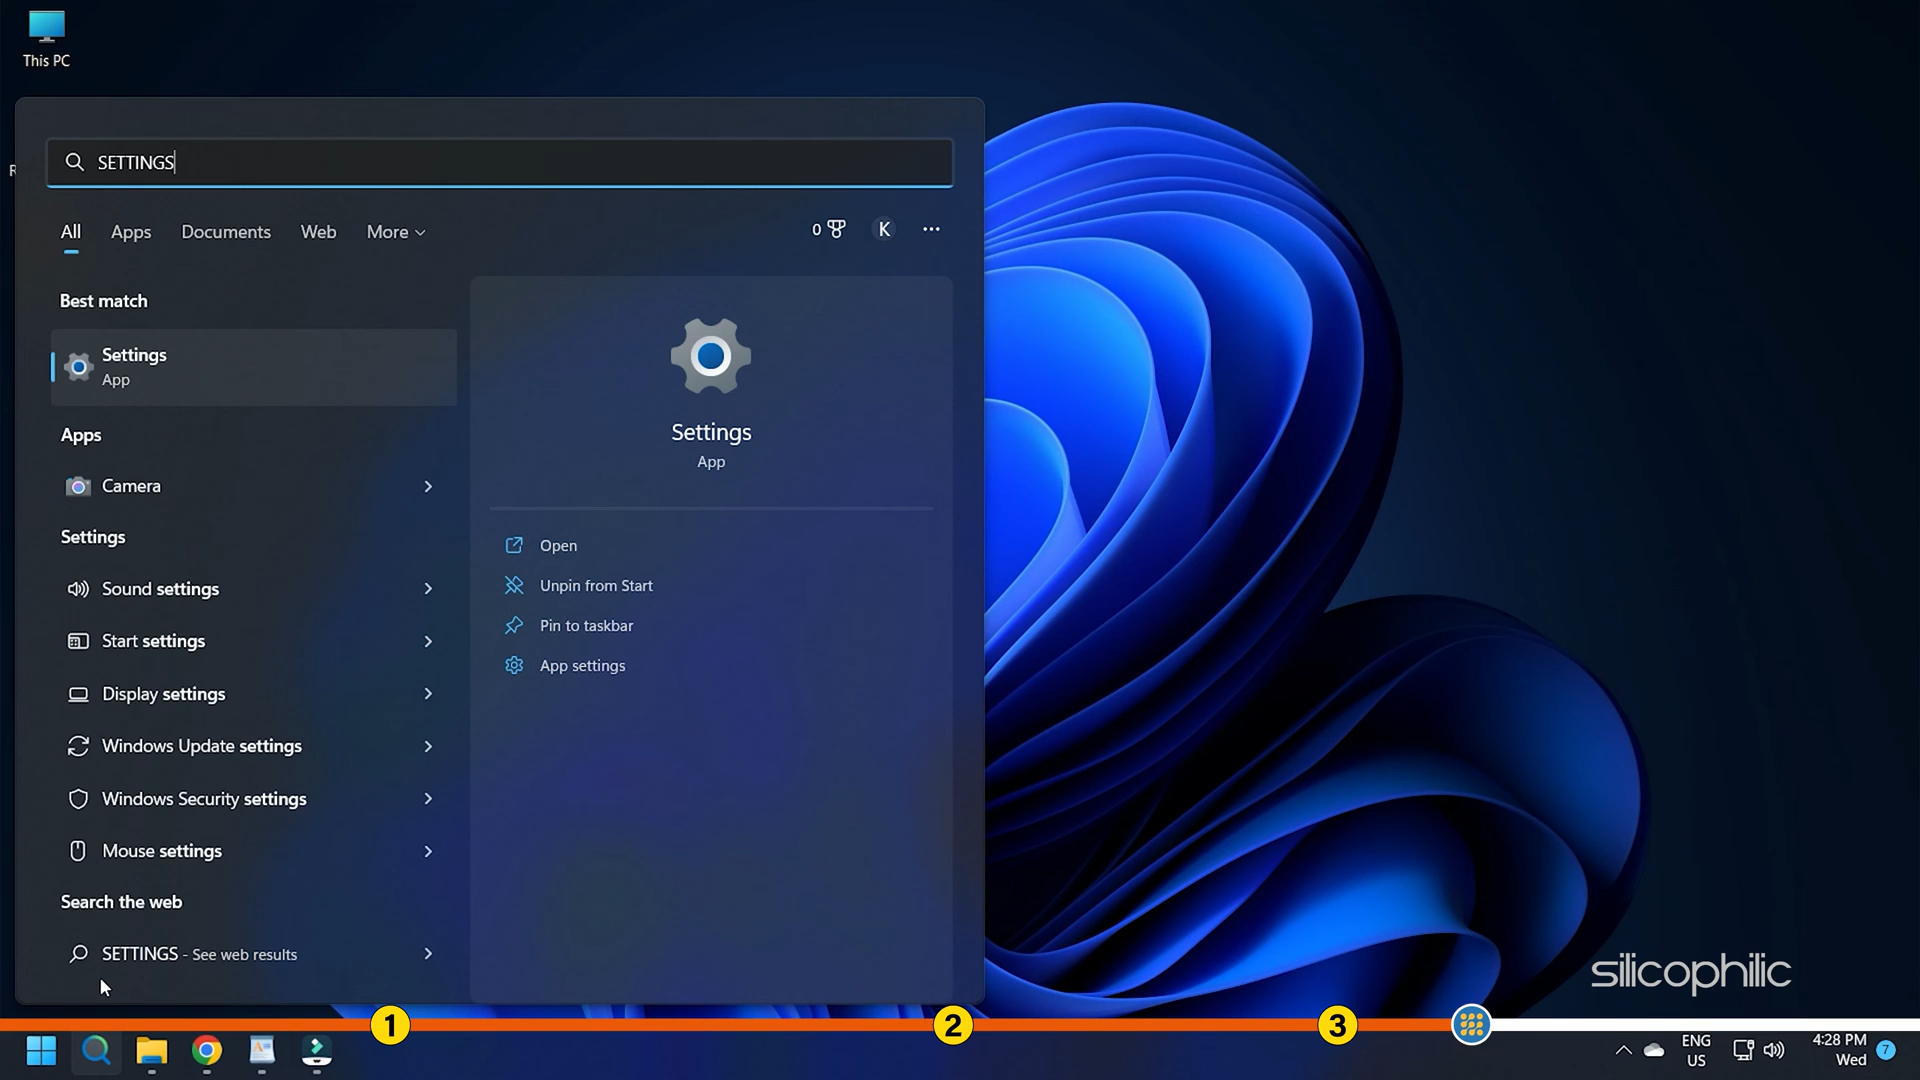 This PC
R
SETTINGS
All Apps Documents Web More
0 K ...
Best match
Settings
App
Apps
Camera
Settings
Sound settings
Start settings
Display settings
Windows Update settings
Windows Security settings
Mouse settings
Search the web
SETTINGS - See web results
Settings
App
Open
Unpin from Start
Pin to taskbar
App settings
silicophilic
1 2 3
ENG
US
4:28 PM
Wed
7